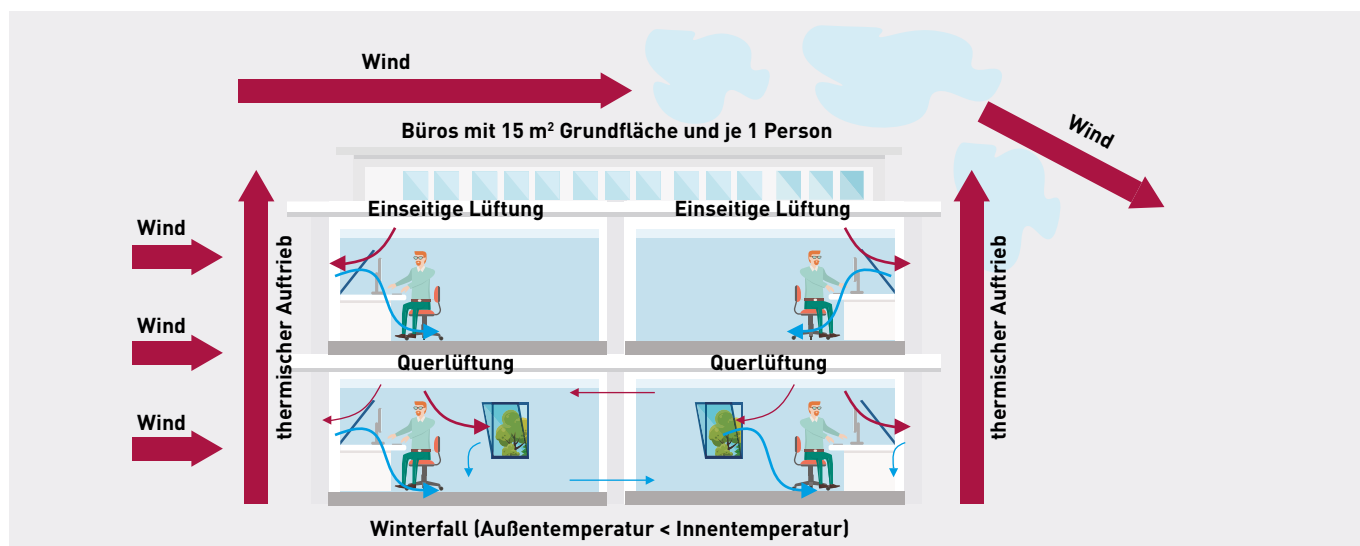 Wind
Wind
Büros mit 15 m² Grundfläche und je 1 Person
Einseitige Lüftung
Einseitige Lüftung
Wind
thermischer Auftrieb
thermischer Auftrieb
Wind
Querlüftung
Querlüftung
Wind
Winterfall (Außentemperatur < Innentemperatur)